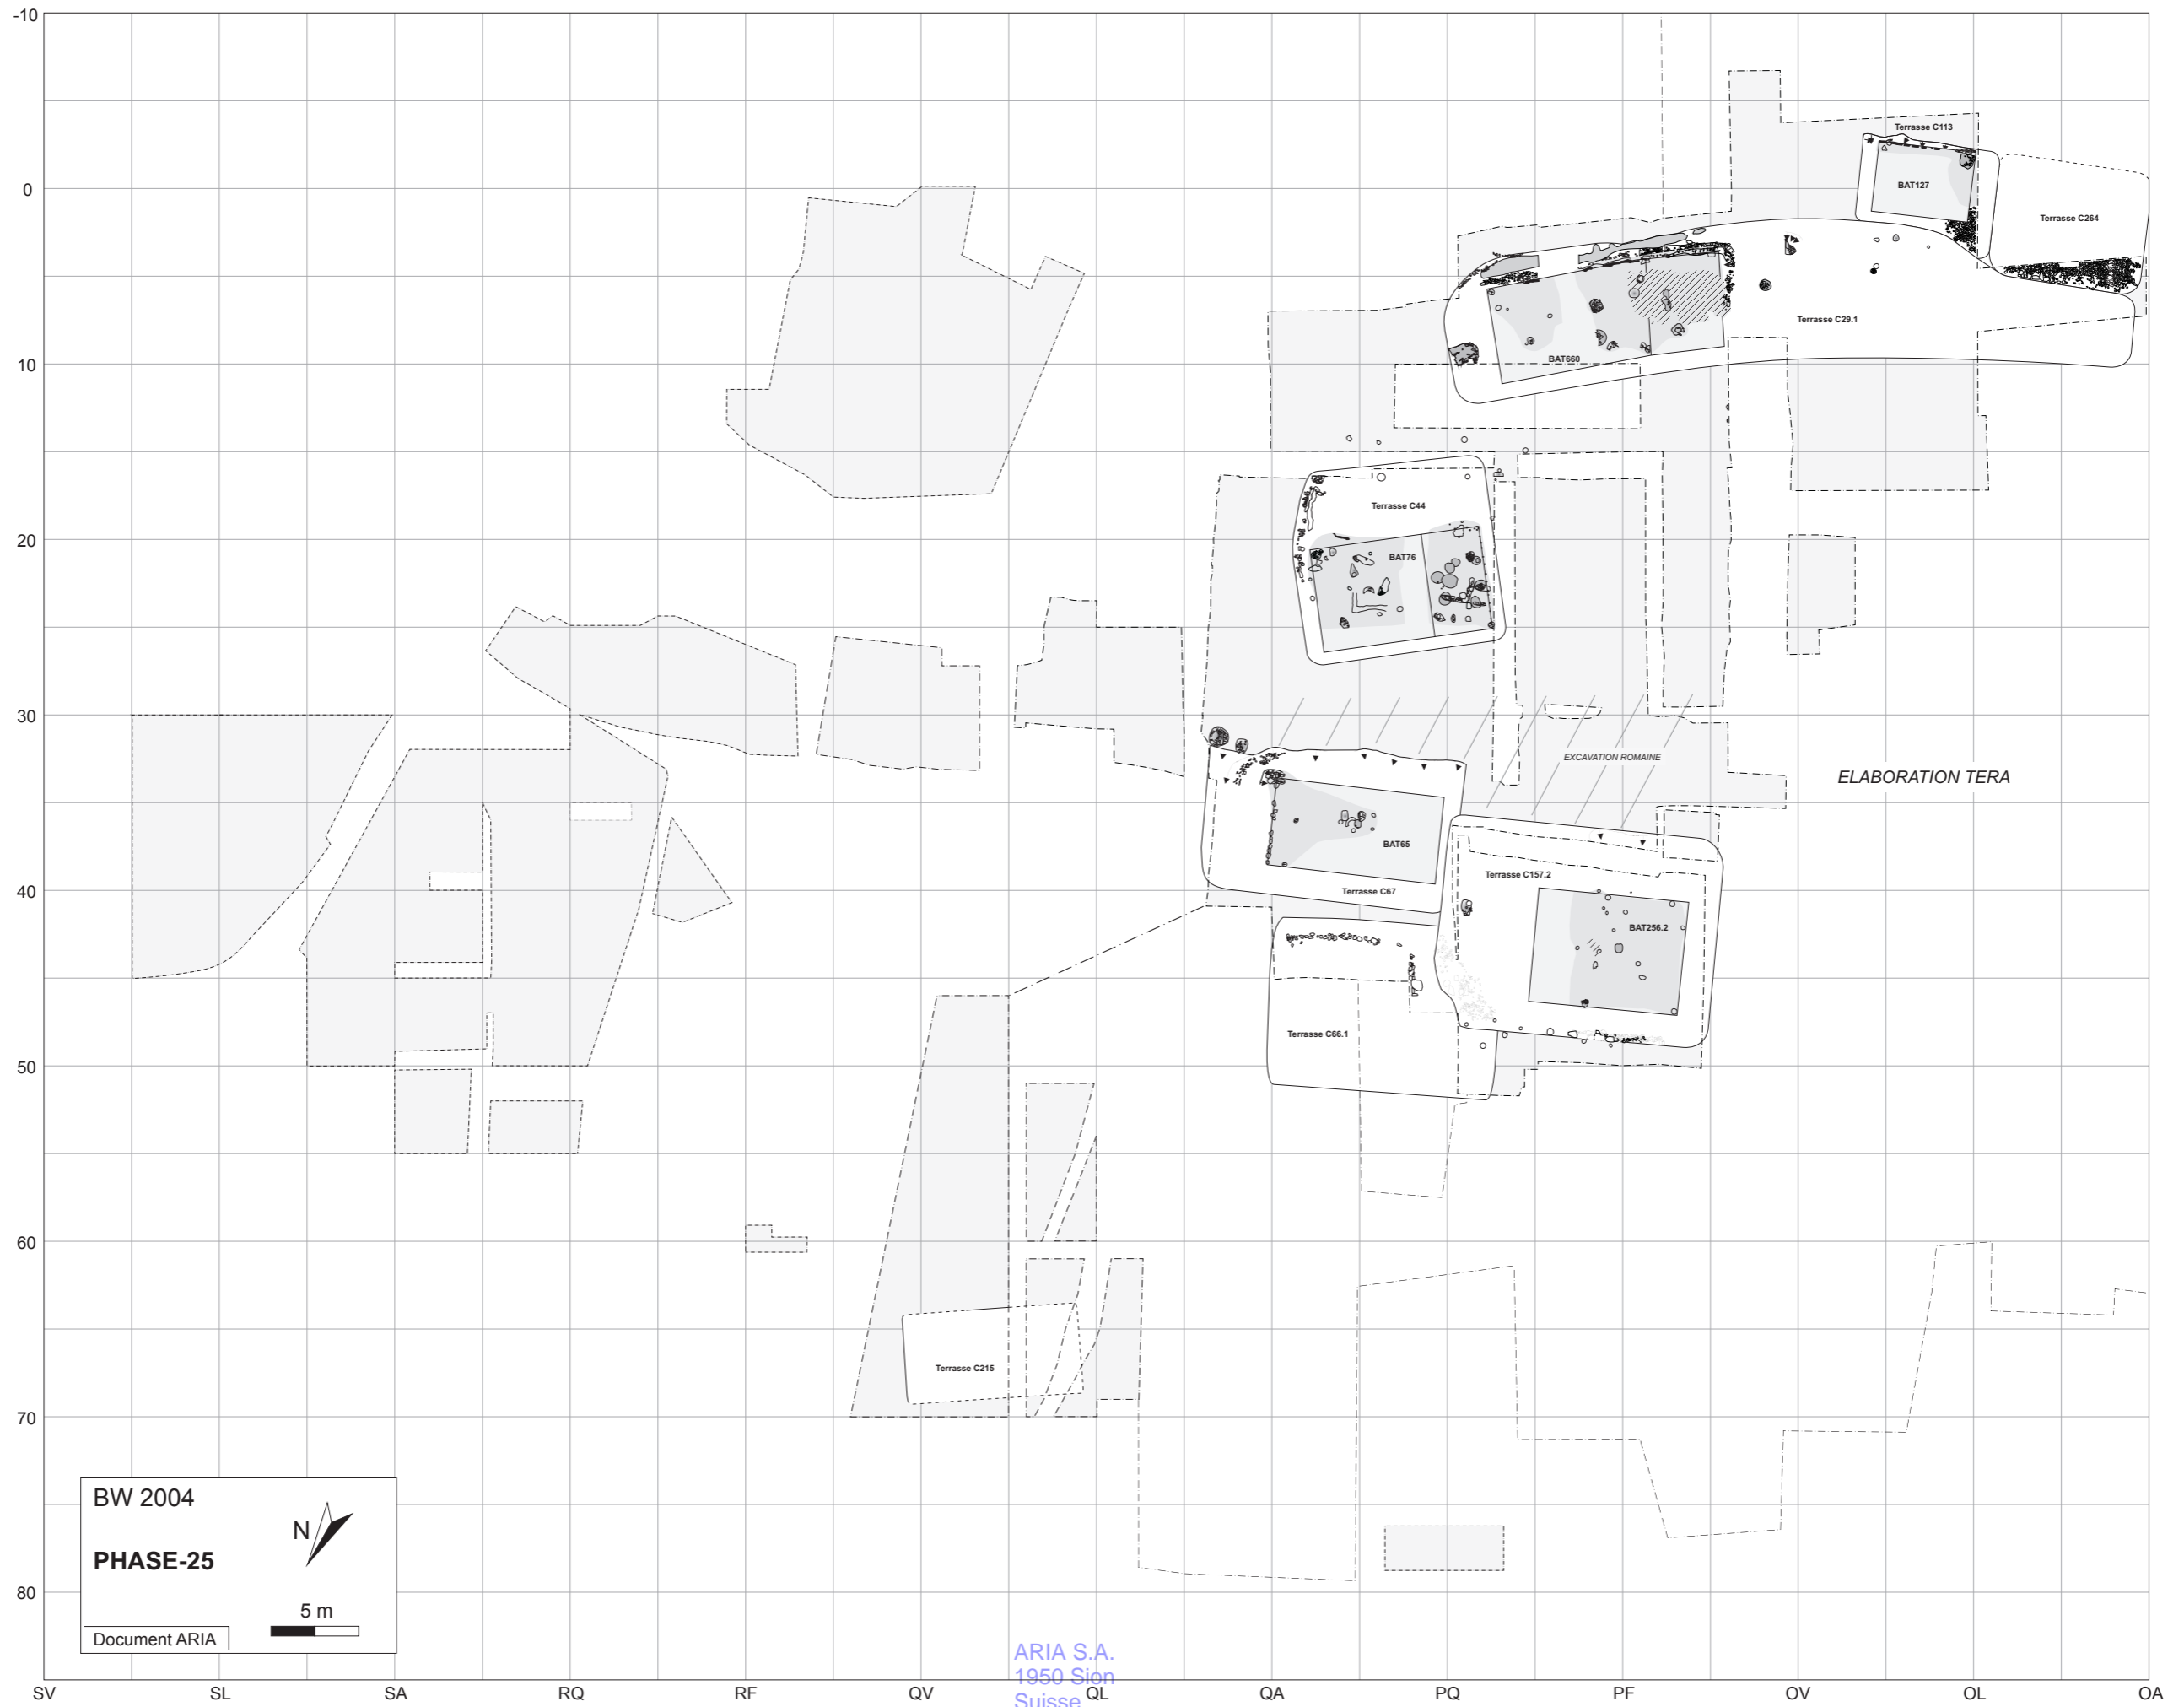 -10
Terrasse C113
BAT127
0
Terrasse C264
Terrasse C29.1
BAT660
10
Terrasse C44
20
BAT76
30
EXCAVATION ROMAINE
ELABORATION TERA
BAT65
Terrasse C157.2
40
Terrasse C67
BAT256.2
Terrasse C66.1
50
60
Terrasse C215
70
BW 2004
N
PHASE-25
80
5 m
Document ARIA
ARIA S.A.
1950 Sion
Suisse
SV SL SA RQ RF QV QL QA PQ PF OV OL OA